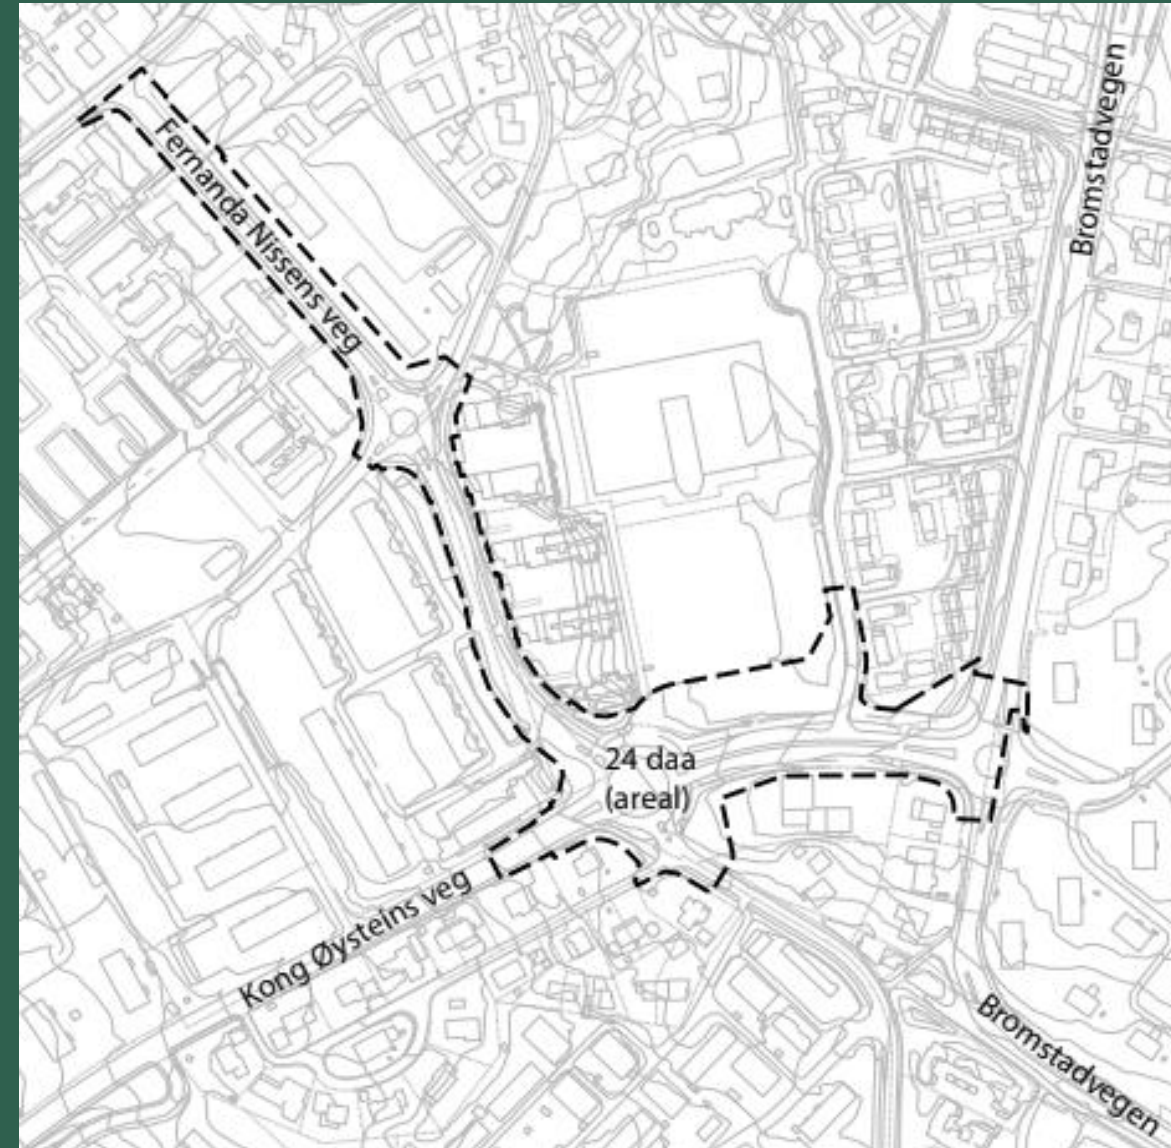 Bromstadvegen
Fernanda Nissens veg
24 daa
(areal)
Kong Øysteins veg
Bromstadvegen